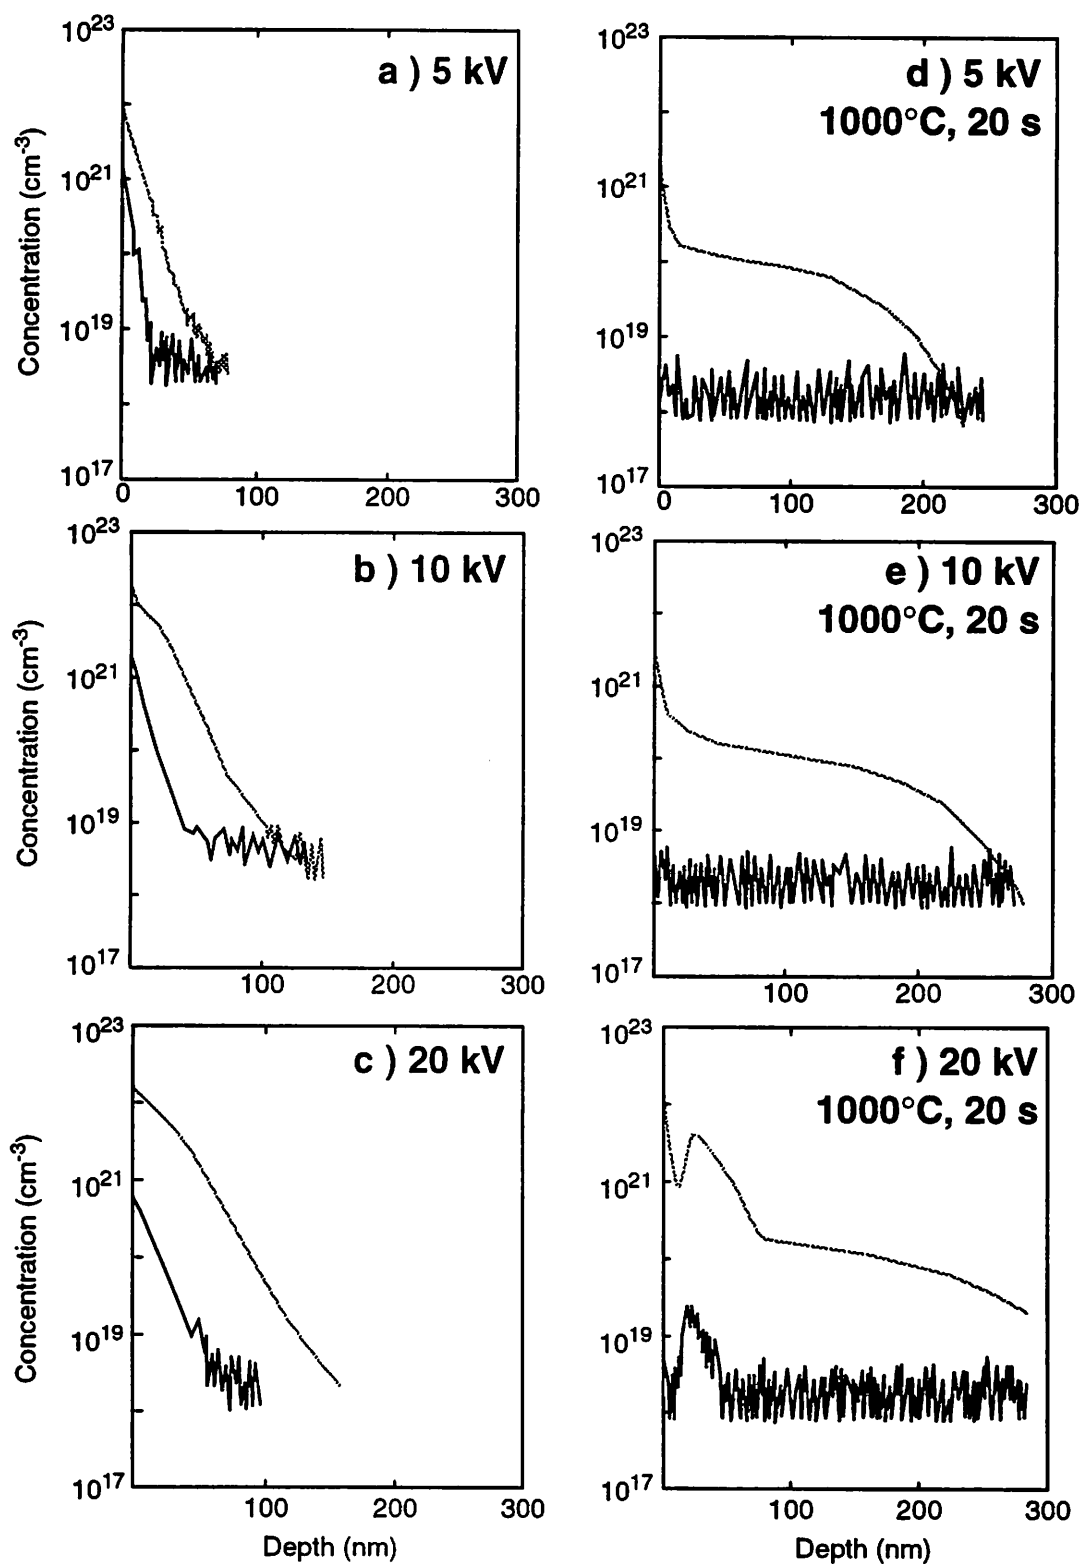 10^23
a ) 5 kV
10^21
10^19
10^17
Concentration (cm^-3)
0 100 200 300
10^23
d ) 5 kV
1000°C, 20 s
10^21
10^19
10^17
0 100 200 300
10^23
b ) 10 kV
10^21
10^19
10^17
Concentration (cm^-3)
100 200 300
10^23
e ) 10 kV
1000°C, 20 s
10^21
10^19
10^17
100 200 300
10^23
c ) 20 kV
10^21
10^19
10^17
Concentration (cm^-3)
100 200 300
Depth (nm)
10^23
f ) 20 kV
1000°C, 20 s
10^21
10^19
10^17
100 200 300
Depth (nm)